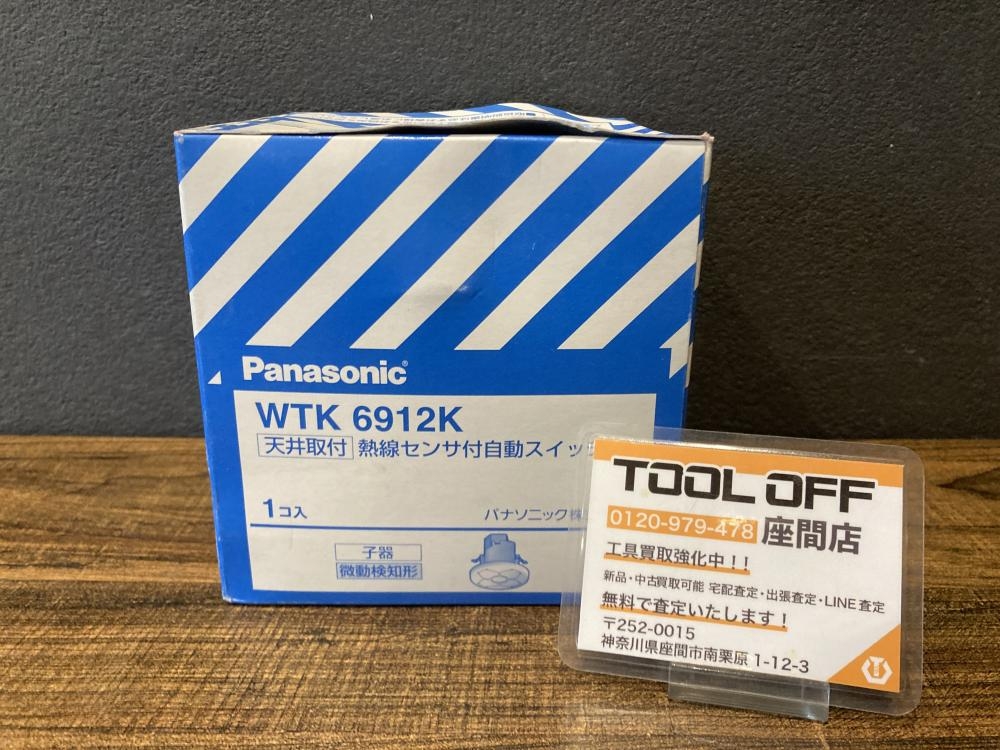 Panasonic
WTK 6912K
天井取付 熱線センサ付自動スイッ
1コ入
パナソニック株
子器
微動検知形
TOOL OFF
0120-979-478 座間店
工具買取強化中!!
新品・中古買取可能 宅配査定・出張査定・LINE査定
無料で査定いたします!
〒252-0015
神奈川県座間市南栗原1-12-3